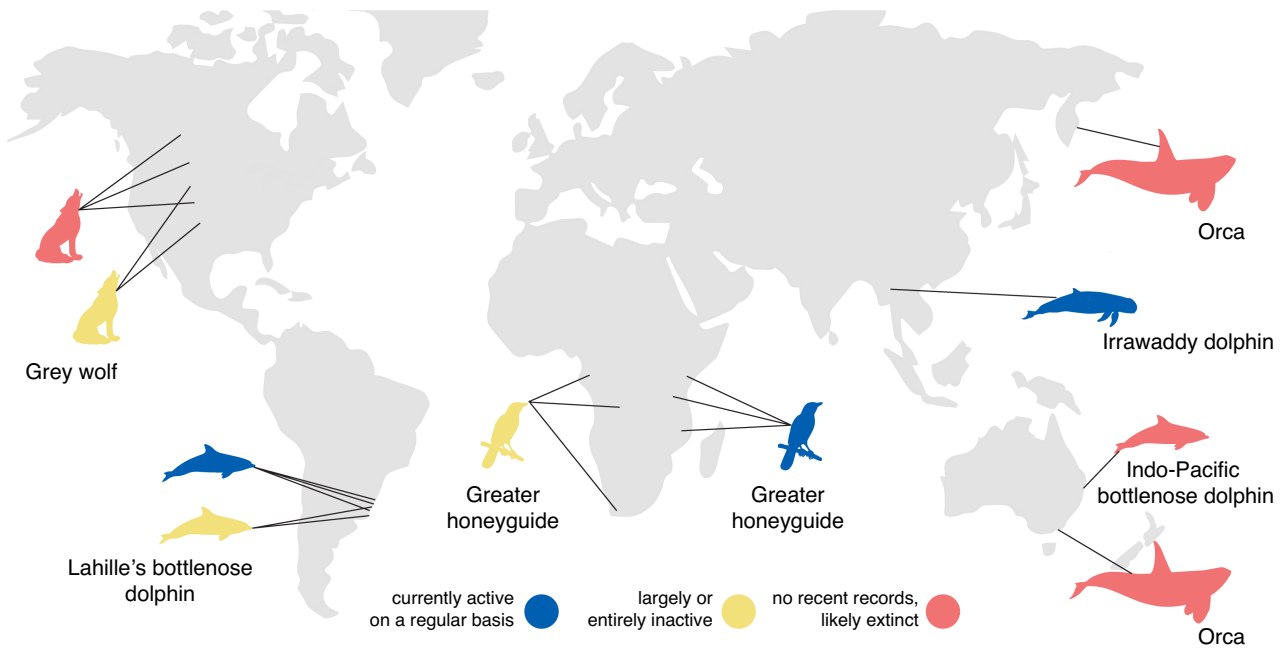 Orca
Irrawaddy dolphin
Grey wolf
Indo-Pacific
bottlenose dolphin
Greater
honeyguide
Greater
honeyguide
Lahille's bottlenose
dolphin
currently active
on a regular basis
largely or
entirely inactive
no recent records,
likely extinct
Orca